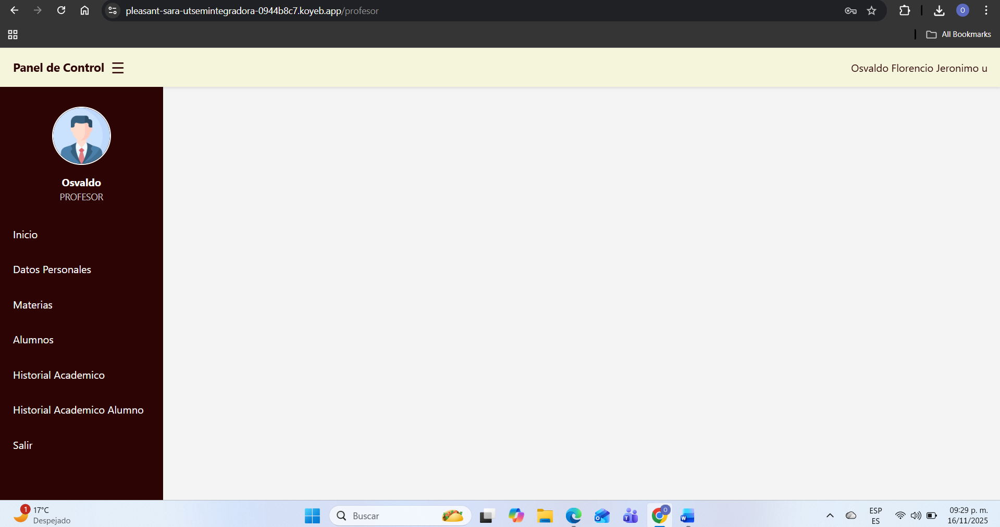 pleasant-sara-utsemintegradora-0944b8c7.koyeb.app/profesor
O
All Bookmarks
Panel de Control
Osvaldo Florencio Jeronimo u
Osvaldo
PROFESOR
Inicio
Datos Personales
Materias
Alumnos
Historial Academico
Historial Academico Alumno
Salir
1
17°C
Despejado
Buscar
ESP
ES
09:29 p. m.
16/11/2025